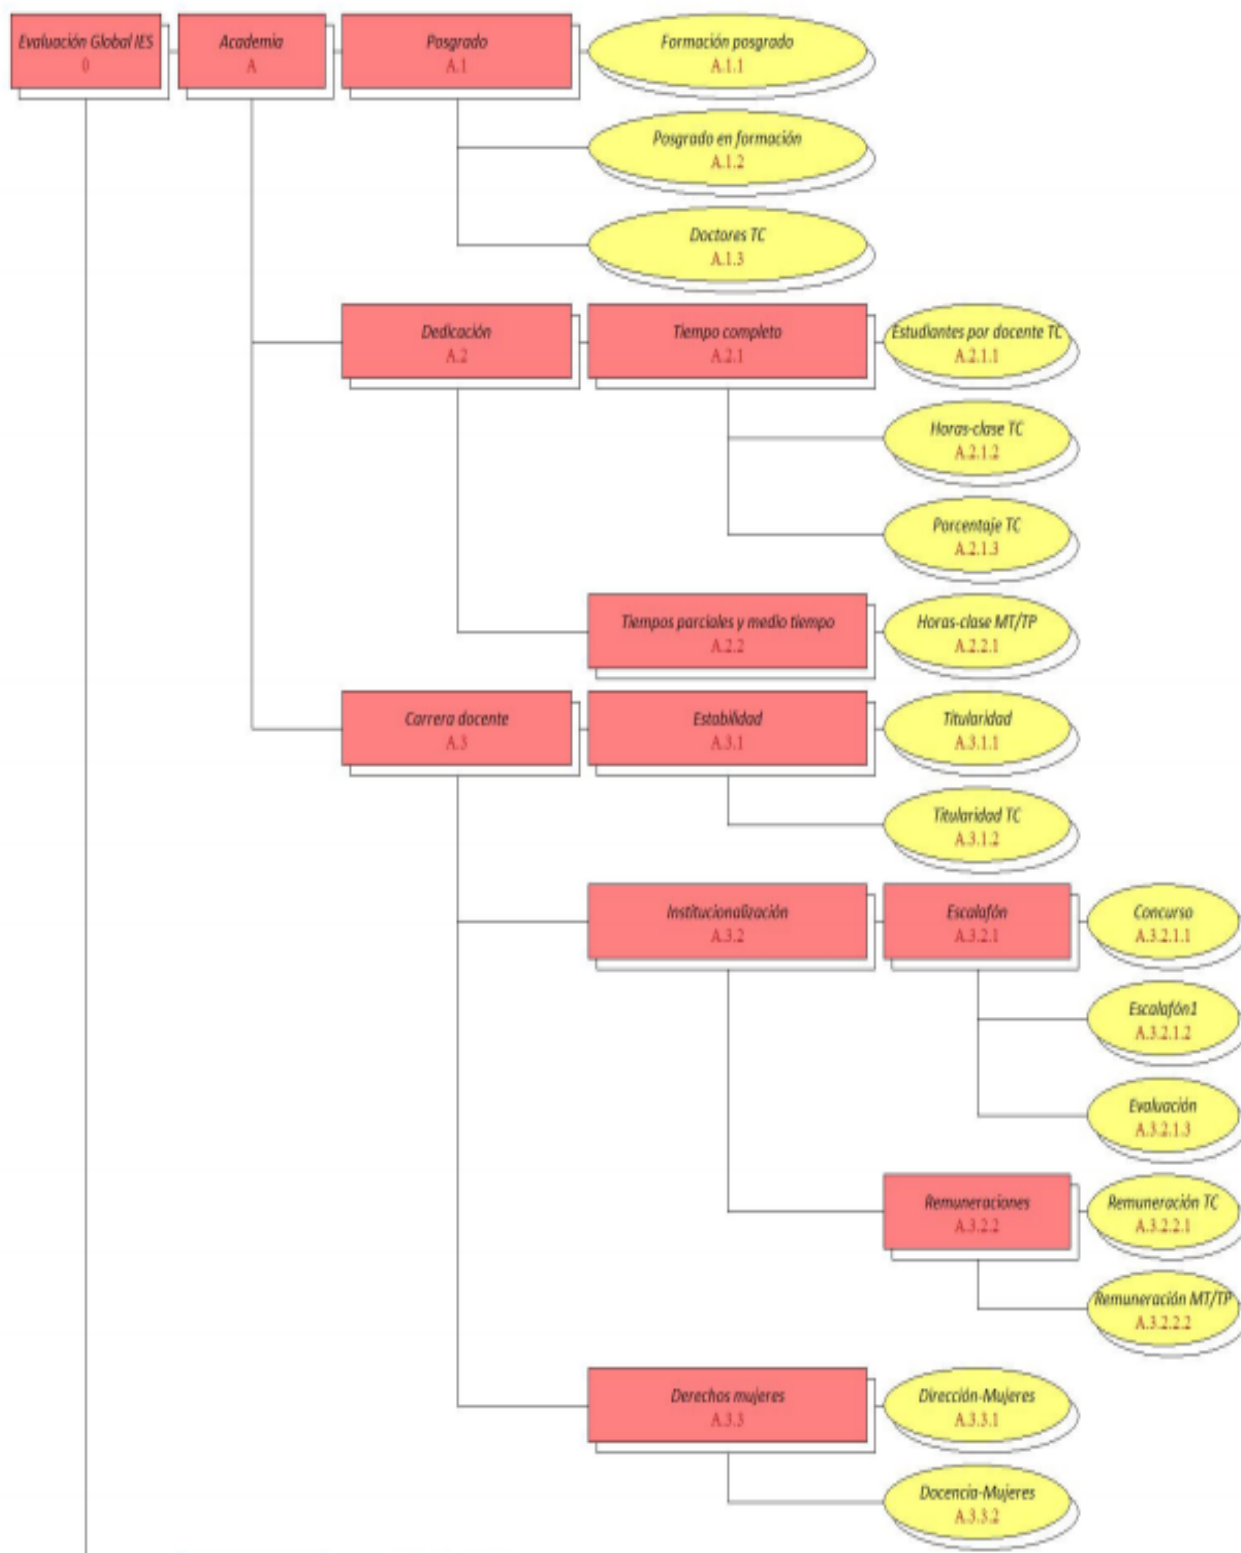 Evaluación Global IES
0
Academia
A
Posgrado
A.1
Formación posgrado
A.1.1
Posgrado en formación
A.1.2
Doctores TC
A.1.3
Dedicación
A.2
Tiempo completo
A.2.1
Estudiantes por docente TC
A.2.1.1
Horas-clase TC
A.2.1.2
Porcentaje TC
A.2.1.3
Tiempos parciales y medio tiempo
A.2.2
Horas-clase MT/TP
A.2.2.1
Carrera docente
A.3
Estabilidad
A.3.1
Titularidad
A.3.1.1
Titularidad TC
A.3.1.2
Institucionalización
A.3.2
Escalafón
A.3.2.1
Concurso
A.3.2.1.1
Escalafón1
A.3.2.1.2
Evaluación
A.3.2.1.3
Remuneraciones
A.3.2.2
Remuneración TC
A.3.2.2.1
Remuneración MT/TP
A.3.2.2.2
Derechos mujeres
A.3.3
Dirección-Mujeres
A.3.3.1
Docencia-Mujeres
A.3.3.2